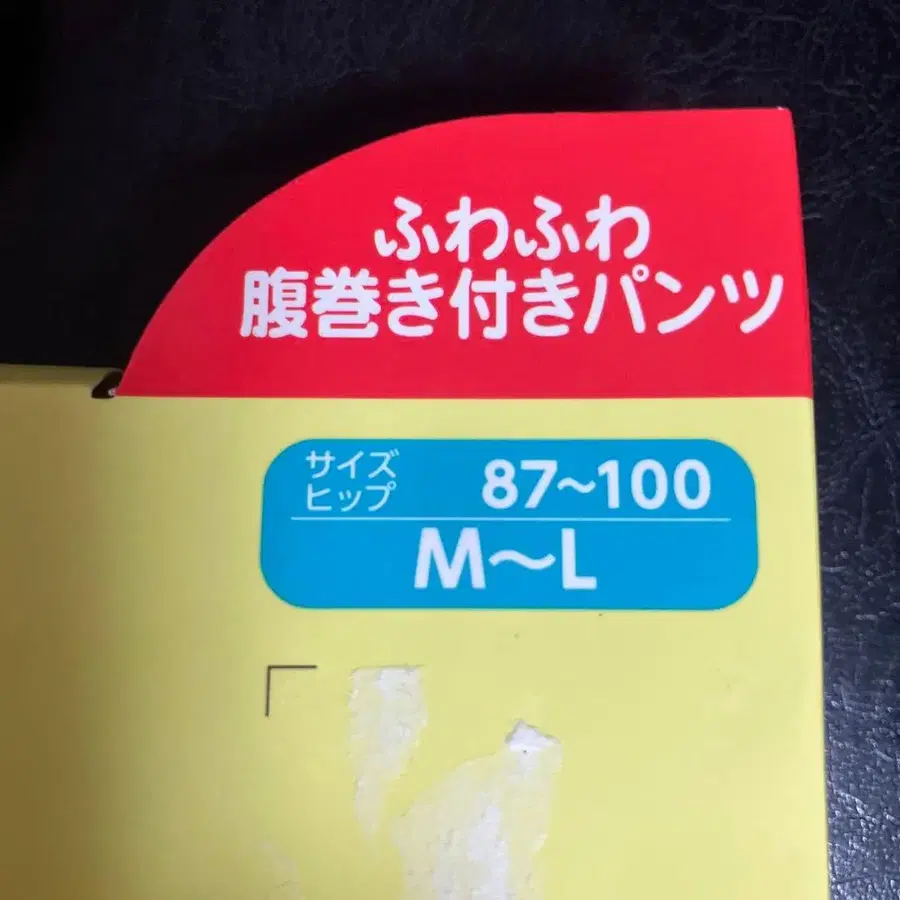 ふわふわ
腹巻き付きパンツ
サイズ
ヒップ 87〜100
M〜L